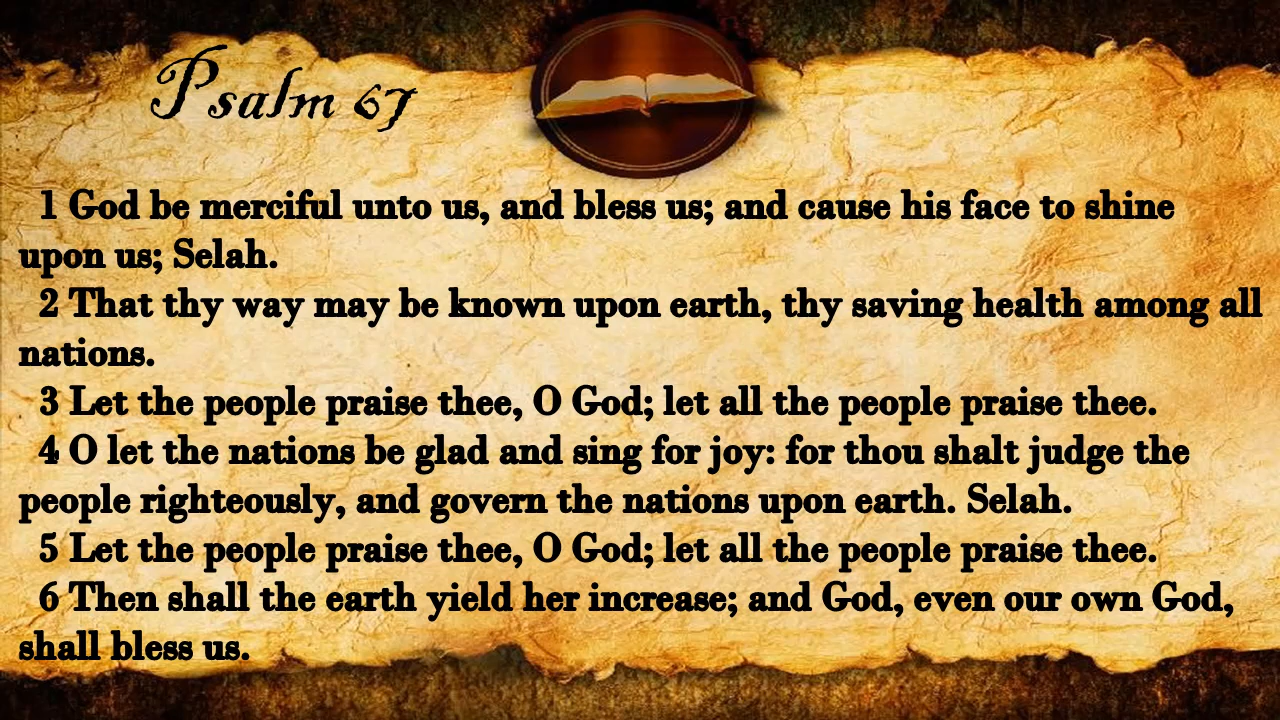 Psalm 67
1 God be merciful unto us, and bless us; and cause his face to shine
upon us; Selah.
2 That thy way may be known upon earth, thy saving health among all
nations.
3 Let the people praise thee, O God; let all the people praise thee.
4 O let the nations be glad and sing for joy: for thou shalt judge the
people righteously, and govern the nations upon earth. Selah.
5 Let the people praise thee, O God; let all the people praise thee.
6 Then shall the earth yield her increase; and God, even our own God,
shall bless us.